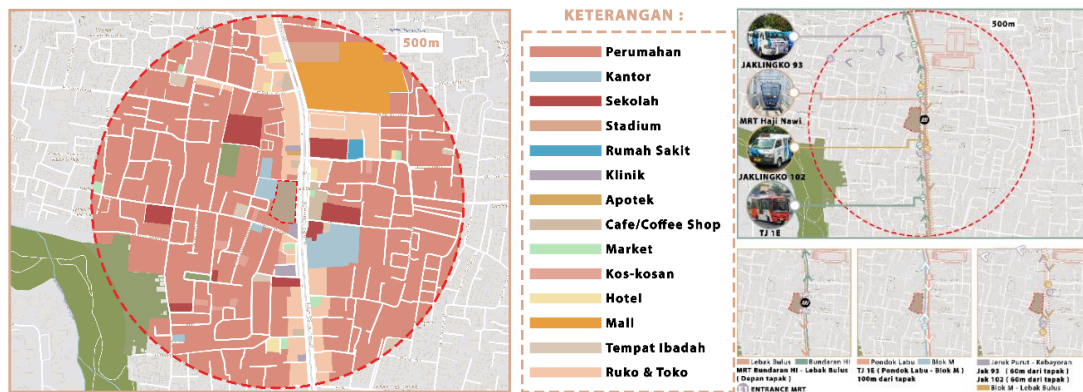 500m
KETERANGAN :
Perumahan
Kantor
Sekolah
Stadium
Rumah Sakit
Klinik
Apotek
Cafe/Coffee Shop
Market
Kos-kosan
Hotel
Mall
Tempat Ibadah
Ruko & Toko
500m
JAKLINGKO 93
MRT Haji Nawi
JAKLINGKO 102
TJ 1E
Lebak Bulus
Bundaran HI
MRT Bundaran HI - Lebak Bulus
( Depan tapak )
ENTRANCE MRT
Pondok Labu
Blok M
TJ 1E ( Pondok Labu - Blok M )
100m dari tapak
Jeruk Purut - Kebayoran
Jak 93 ( 60m dari tapak )
Jak 102 ( 60m dari tapak )
Blok M - Lebak Bulus